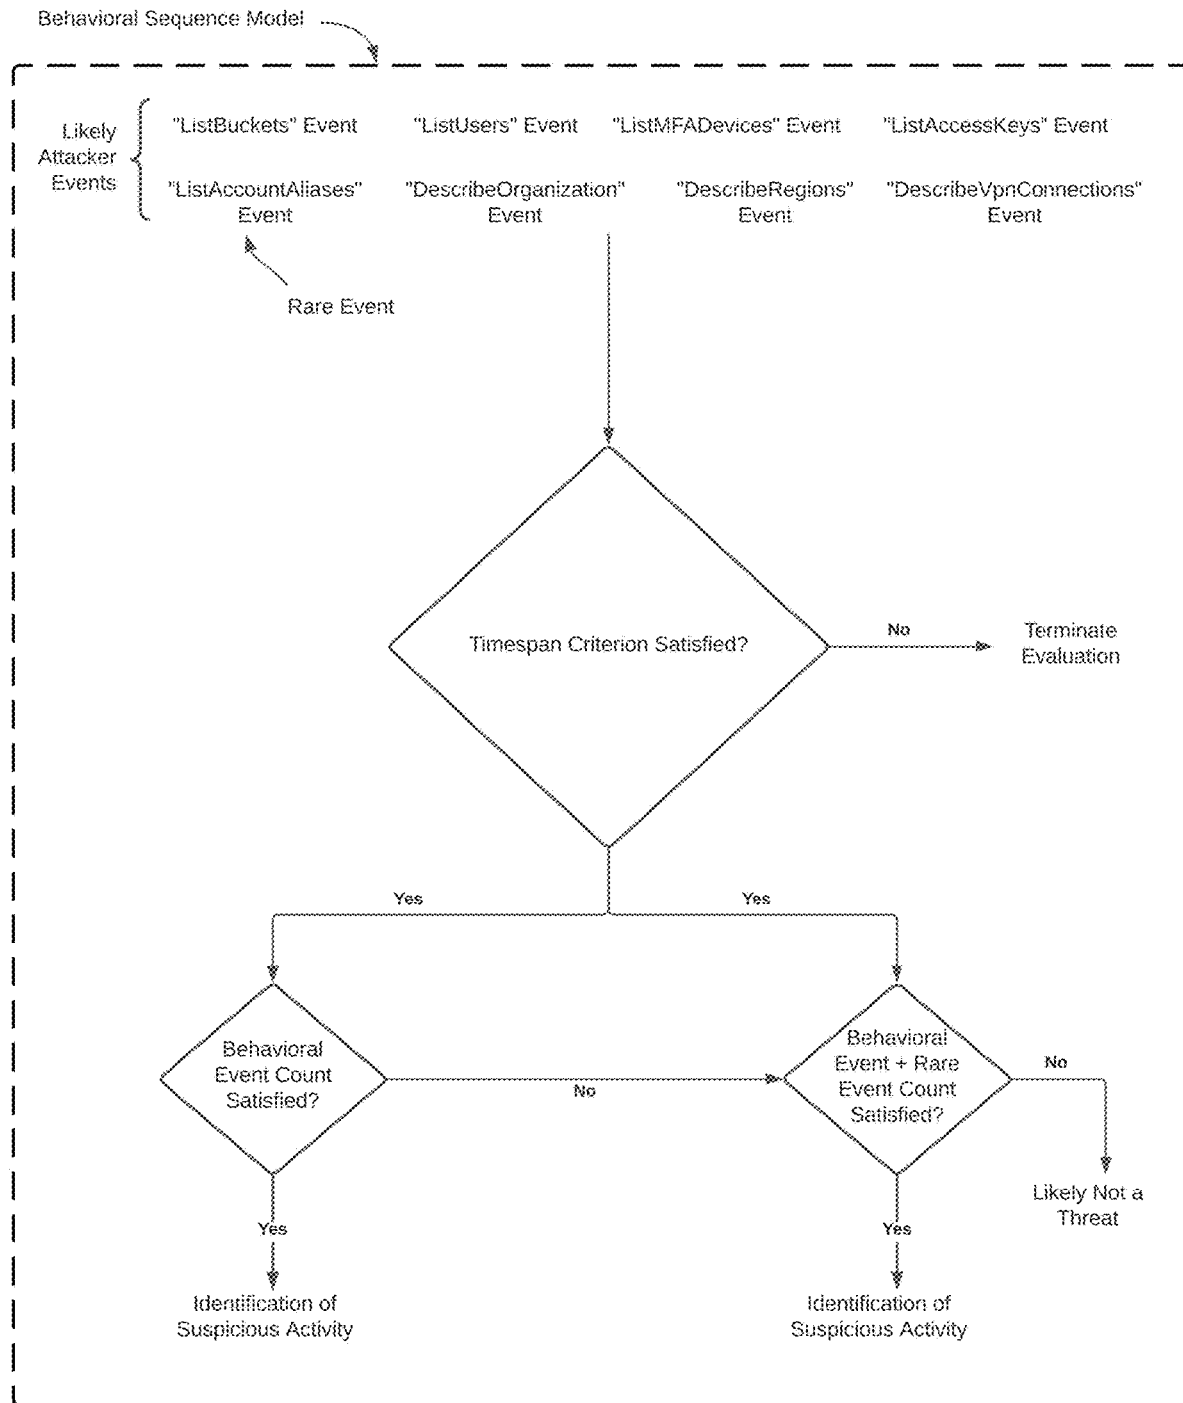 Behavioral Sequence Model
Likely
Attacker
Events
"ListBuckets" Event
"ListUsers" Event
"ListMFADevices" Event
"ListAccessKeys" Event
"ListAccountAliases"
Event
"DescribeOrganization"
Event
"DescribeRegions"
Event
"DescribeVpnConnections"
Event
Rare Event
Timespan Criterion Satisfied?
No
Terminate
Evaluation
Yes
Yes
Behavioral
Event Count
Satisfied?
No
Behavioral
Event + Rare
Event Count
Satisfied?
No
Likely Not a
Threat
Yes
Yes
Identification of
Suspicious Activity
Identification of
Suspicious Activity